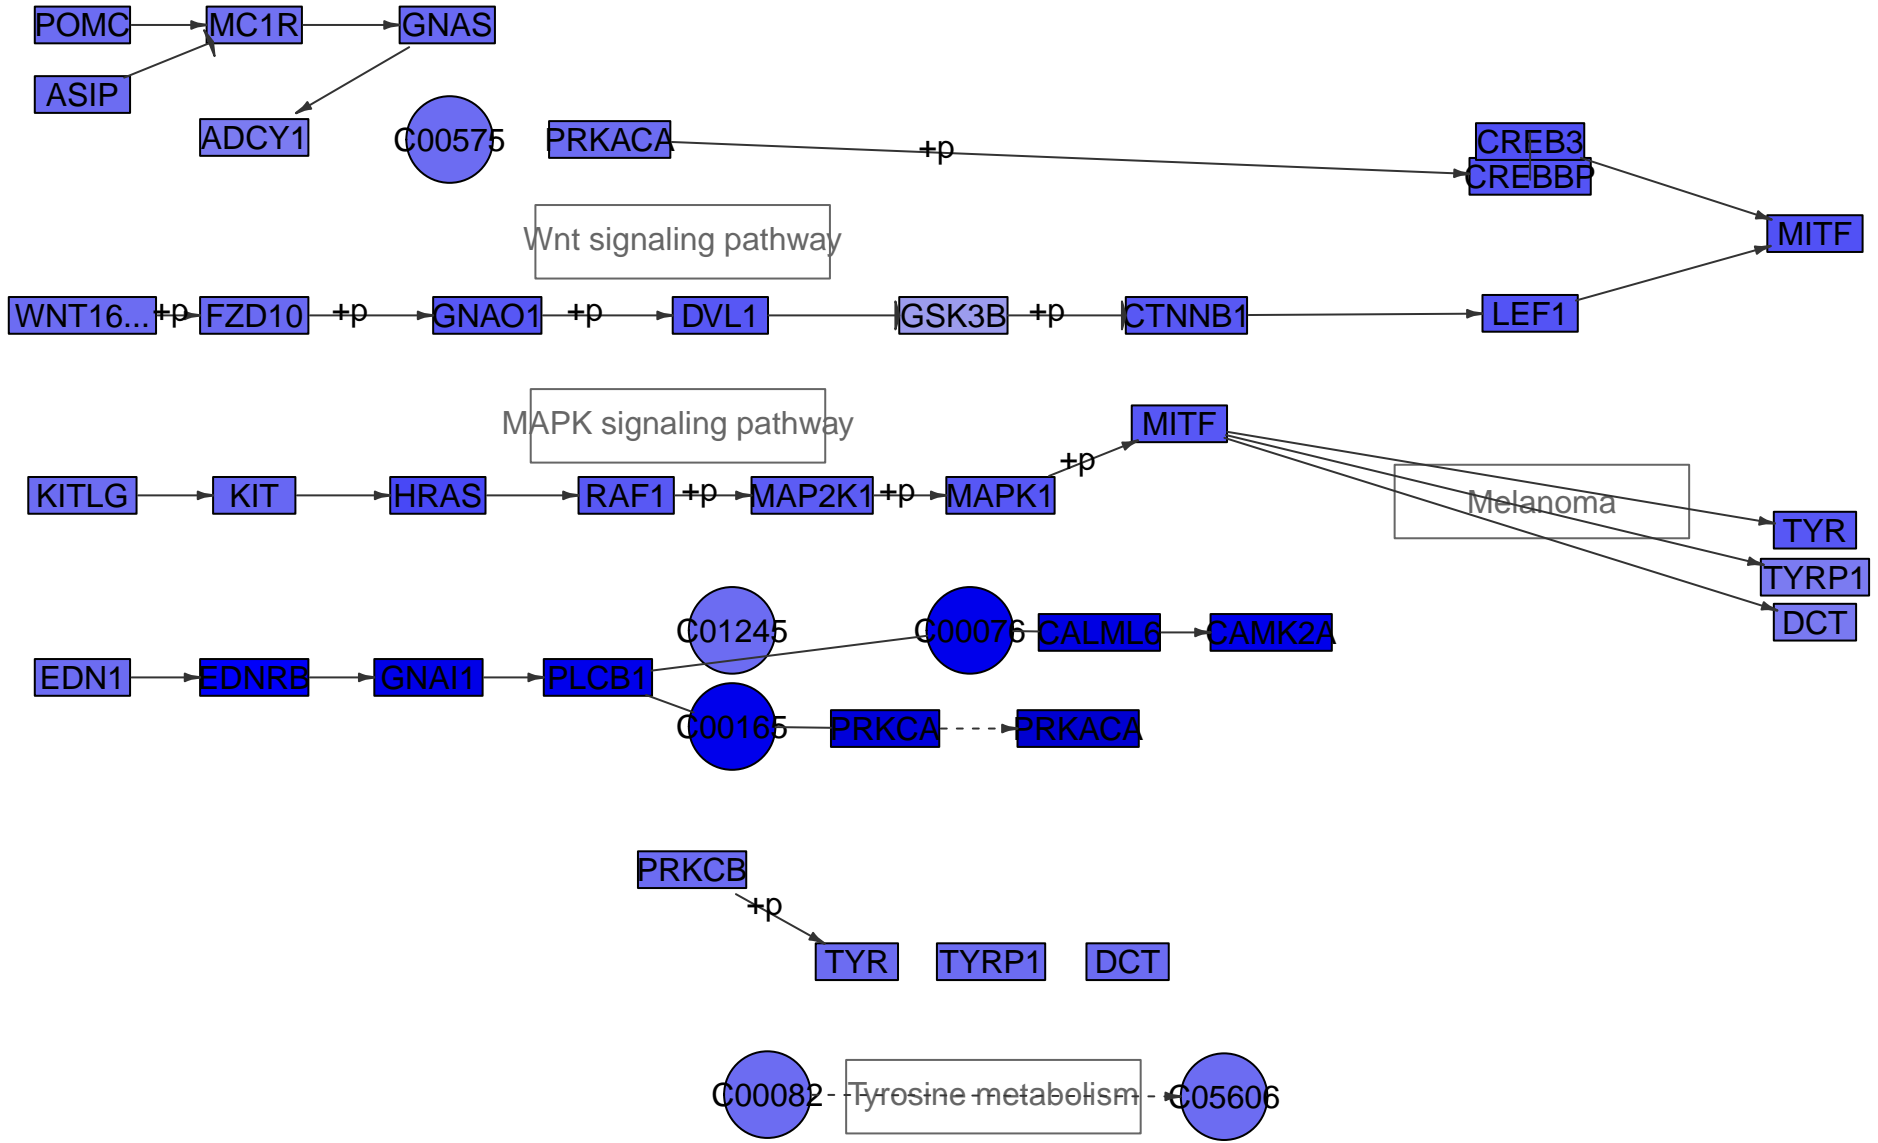 POMC
MC1R
GNAS
ASIP
ADCY1
C00575
PRKACA
+p
CREB3
CREBBP
Wnt signaling pathway
MITF
WNT16...
+p
FZD10
+p
GNAO1
+p
DVL1
GSK3B
+p
CTNNB1
LEF1
MAPK signaling pathway
MITF
+p
KITLG
KIT
HRAS
RAF1
+p
MAP2K1
+p
MAPK1
Melanoma
TYR
TYRP1
DCT
C01245
C00076
CALML6
CAMK2A
EDN1
EDNRB
GNAI1
PLCB1
C00165
PRKCA
PRKACA
PRKCB
+p
TYR
TYRP1
DCT
C00082
Tyrosine metabolism
C05606